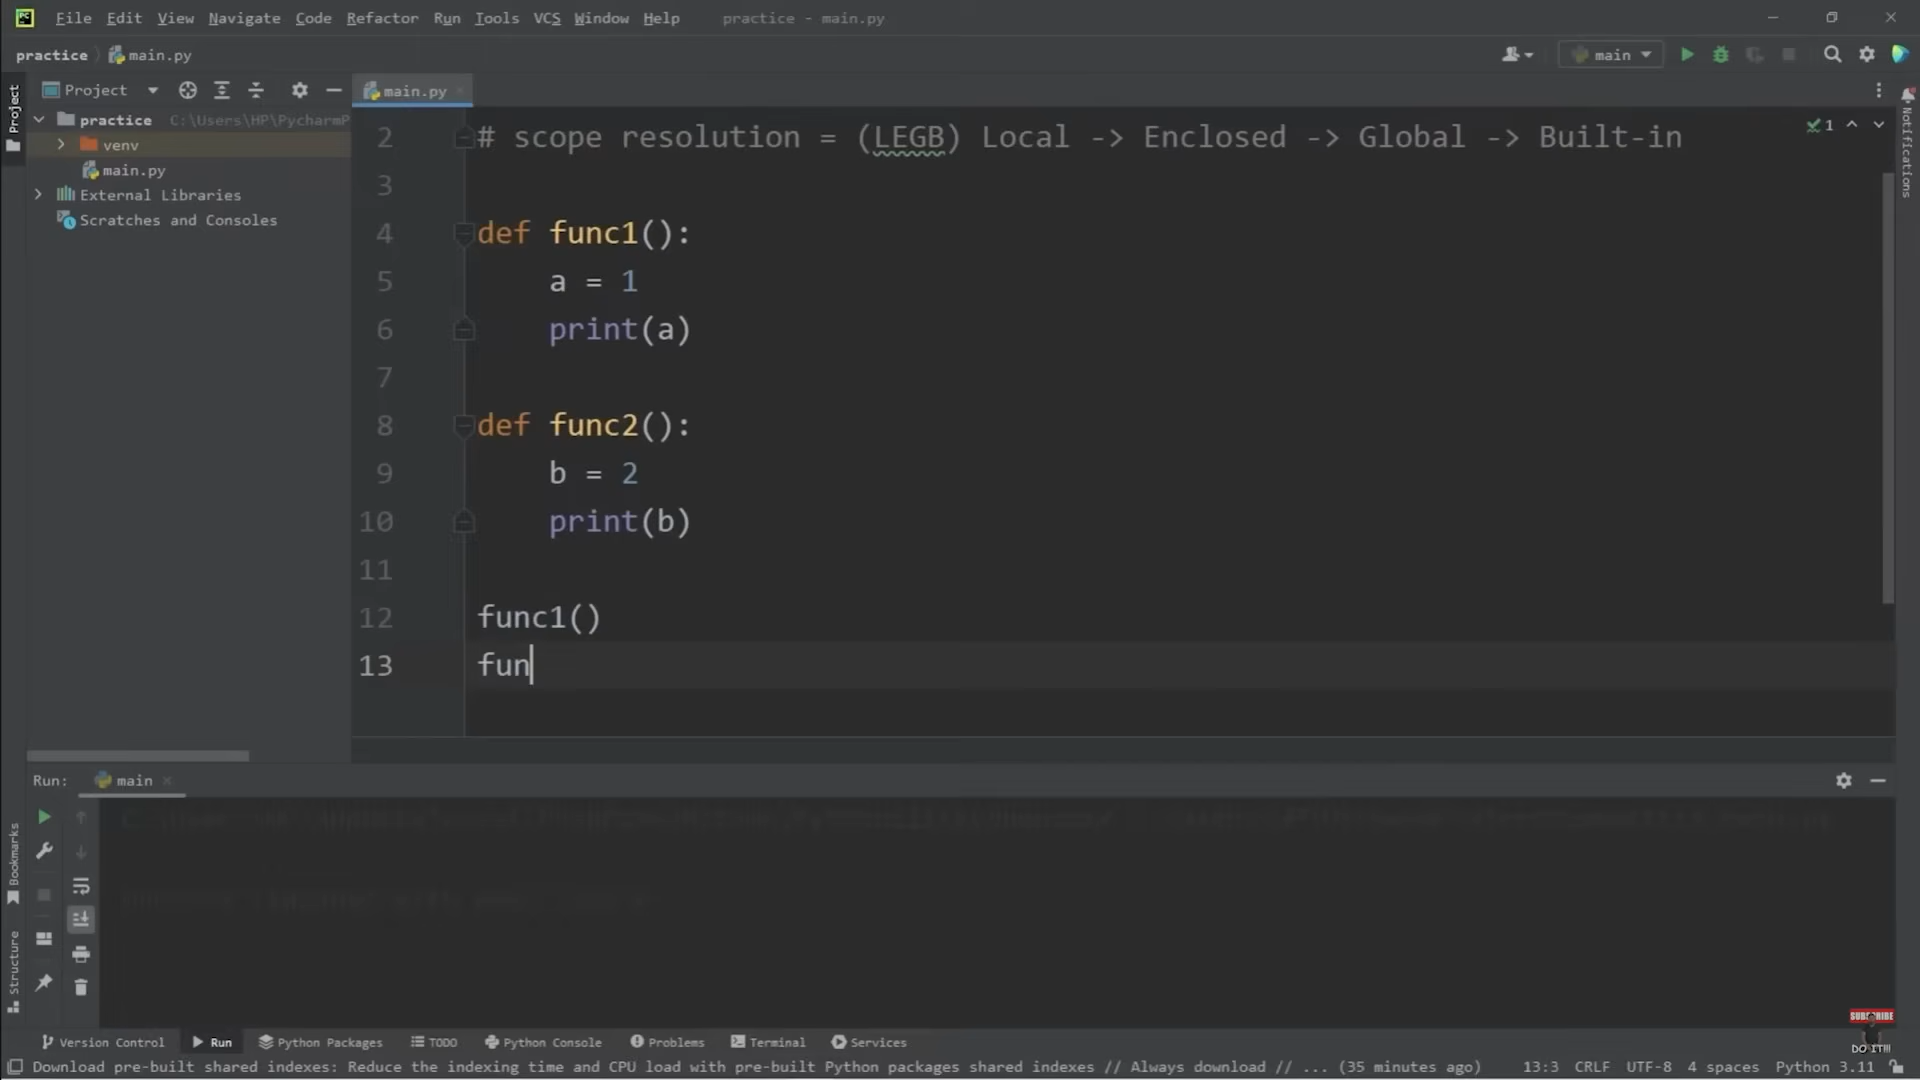 File Edit View Navigate Code Refactor Run Tools VCS Window Help practice - main.py
practice main.py main
Project main.py
practice C:\Users\HP\PycharmP
venv
main.py
External Libraries
Scratches and Consoles
Project
Notifications
1
2 # scope resolution = (LEGB) Local -> Enclosed -> Global -> Built-in
3
4 def func1():
5 a = 1
6 print(a)
7
8 def func2():
9 b = 2
10 print(b)
11
12 func1()
13 fun
Run: main
Bookmarks
Structure
SUBSCRIBE
DO IT!!!
Version Control Run Python Packages TODO Python Console Problems Terminal Services
Download pre-built shared indexes: Reduce the indexing time and CPU load with pre-built Python packages shared indexes // Always download // ... (35 minutes ago) 13:3 CRLF UTF-8 4 spaces Python 3.11